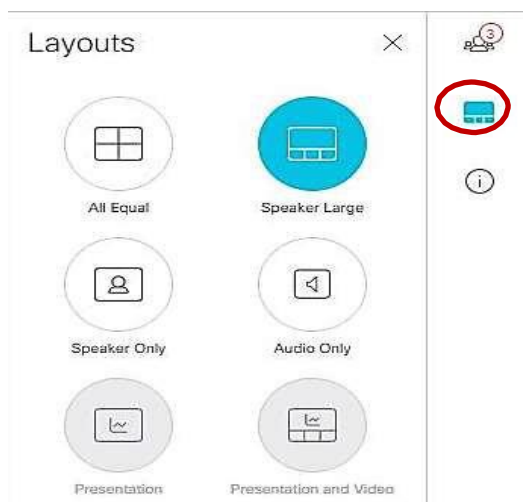 Layouts
3
All Equal
Speaker Large
Speaker Only
Audio Only
Presentation
Presentation and Video